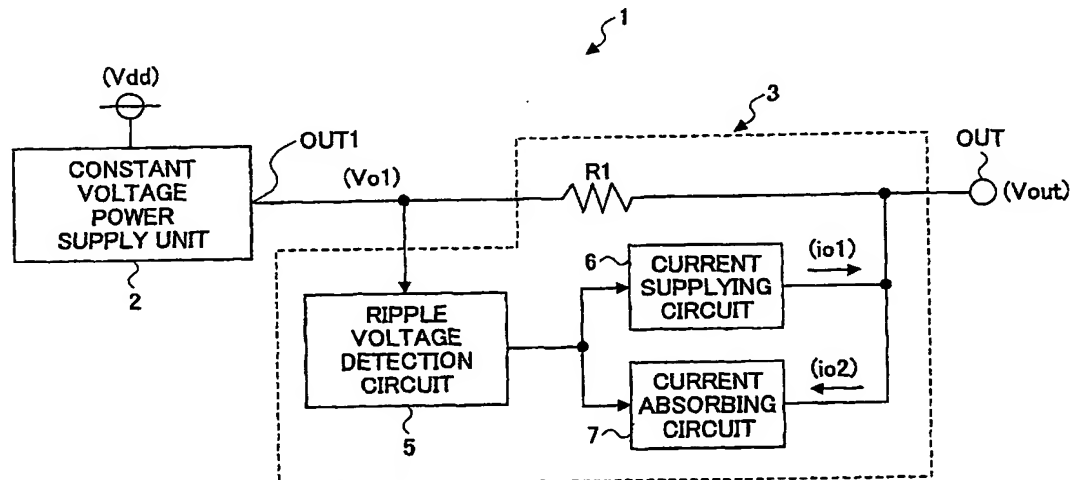 1
(Vdd)
3
OUT1
OUT
CONSTANT
VOLTAGE
POWER
SUPPLY UNIT
(Vo1)
R1
(Vout)
2
6
CURRENT
SUPPLYING
CIRCUIT
(io1)
RIPPLE
VOLTAGE
DETECTION
CIRCUIT
5
(io2)
CURRENT
ABSORBING
CIRCUIT
7